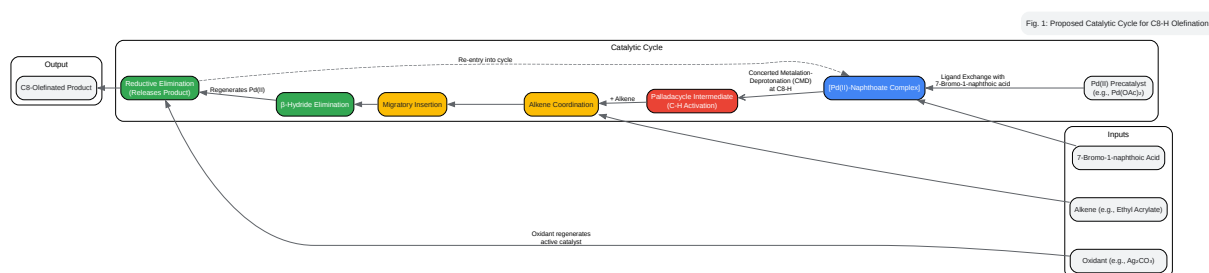 Fig. 1: Proposed Catalytic Cycle for C8-H Olefination
Catalytic Cycle
Output
C8-Olefinated Product
Reductive Elimination
(Releases Product)
Re-entry into cycle
Regenerates Pd(II)
β-Hydride Elimination
Migratory Insertion
Alkene Coordination
+ Alkene
Palladacycle Intermediate
(C-H Activation)
Concerted Metalation-
Deprotonation (CMD)
at C8-H
[Pd(II)-Naphthoate Complex]
Ligand Exchange with
7-Bromo-1-naphthoic acid
Pd(II) Precatalyst
(e.g., Pd(OAc)₂)
Inputs
7-Bromo-1-naphthoic Acid
Alkene (e.g., Ethyl Acrylate)
Oxidant regenerates
active catalyst
Oxidant (e.g., Ag₂CO₃)